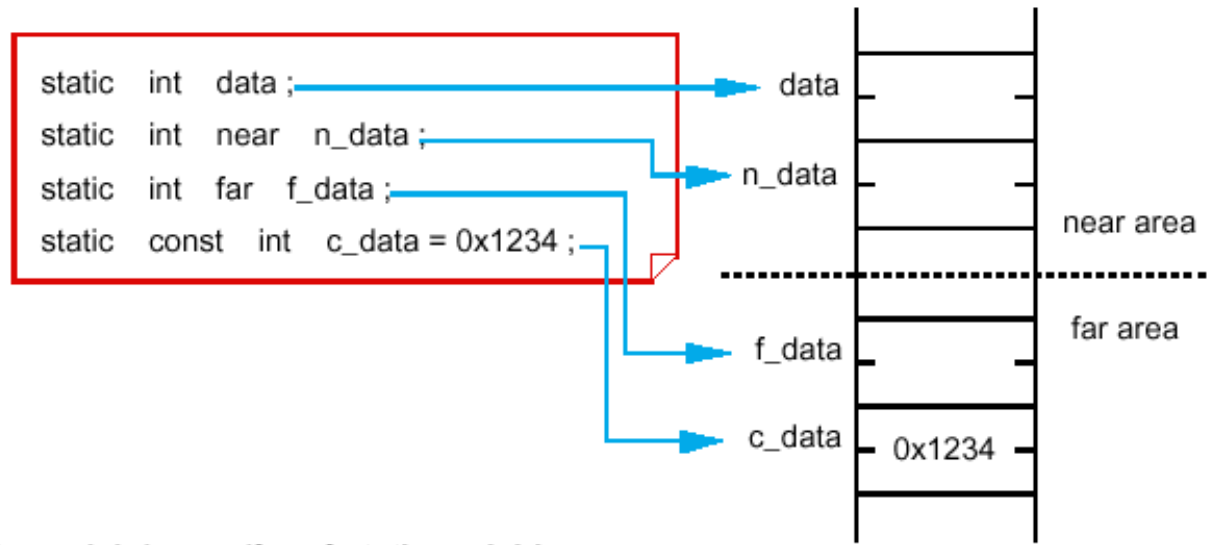 static int data ;
static int near n_data ;
static int far f_data ;
static const int c_data = 0x1234 ;
data
n_data
near area
far area
f_data
c_data
0x1234